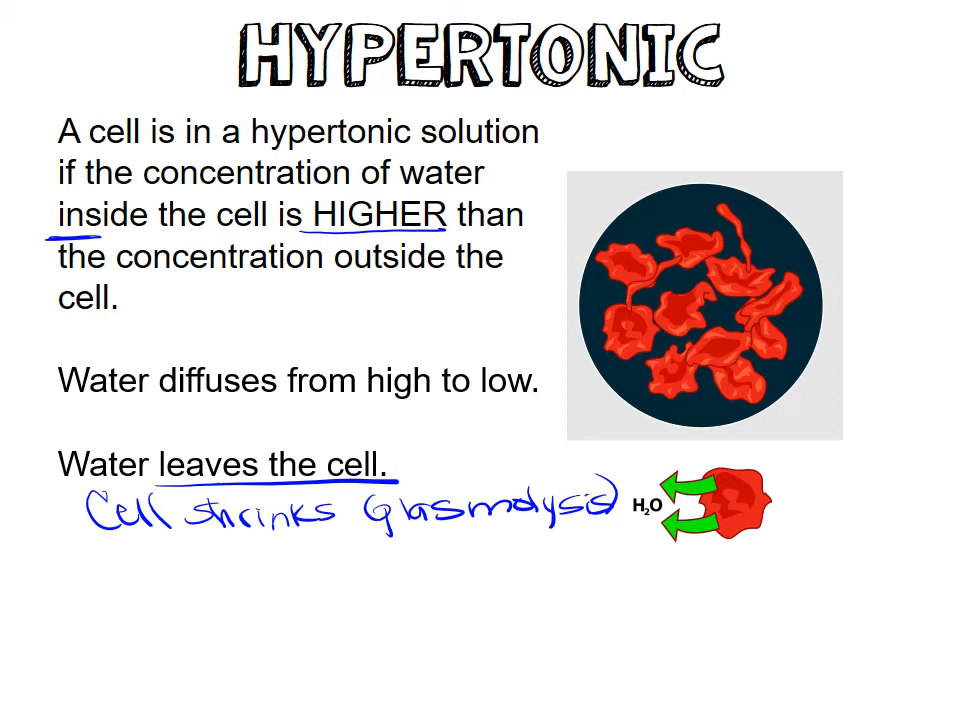 HYPERTONIC
A cell is in a hypertonic solution
if the concentration of water
inside the cell is HIGHER than
the concentration outside the
cell.
Water diffuses from high to low.
Water leaves the cell.
Cell shrinks (plasmolysis)
H₂O